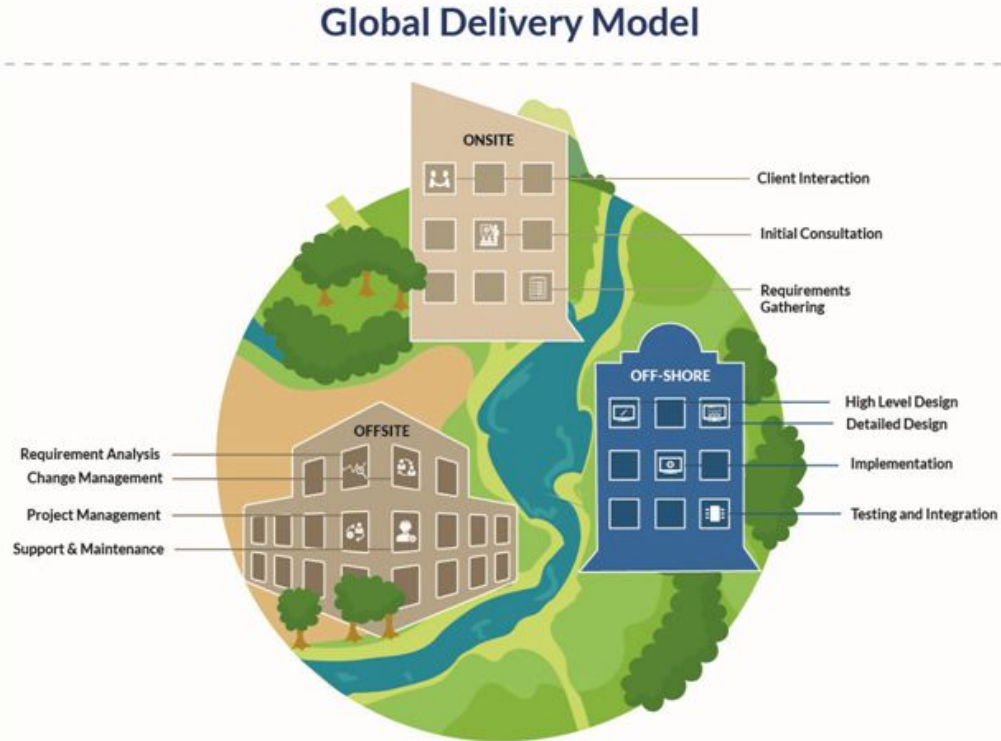 Global Delivery Model
ONSITE
Client Interaction
Initial Consultation
Requirements
Gathering
OFF-SHORE
High Level Design
Detailed Design
Implementation
Testing and Integration
OFFSITE
Requirement Analysis
Change Management
Project Management
Support & Maintenance